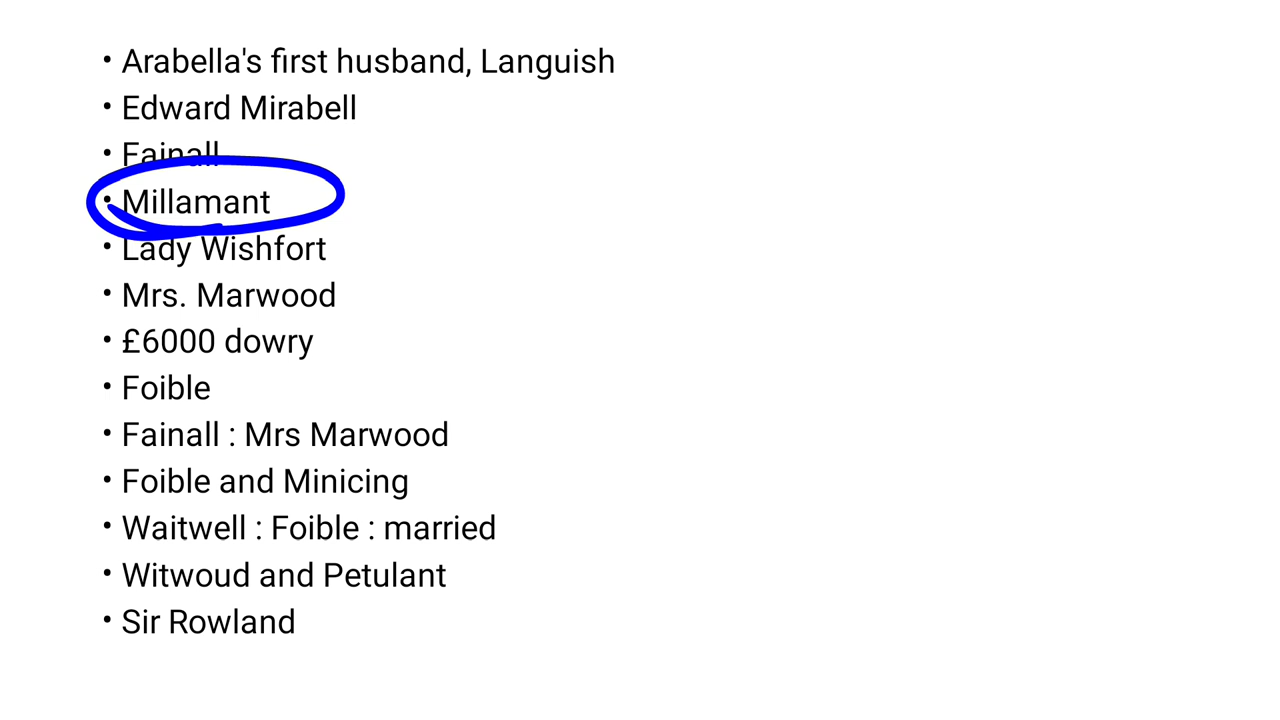 • Arabella's first husband, Languish
• Edward Mirabell
• Fainall
• Millamant
• Lady Wishfort
• Mrs. Marwood
• £6000 dowry
• Foible
• Fainall : Mrs Marwood
• Foible and Minicing
• Waitwell : Foible : married
• Witwoud and Petulant
• Sir Rowland